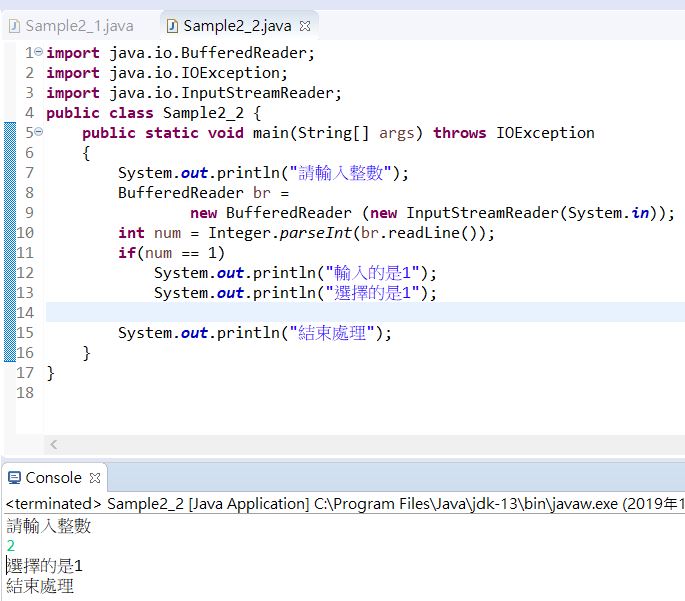 Sample2_1.java Sample2_2.java
1 import java.io.BufferedReader;
2 import java.io.IOException;
3 import java.io.InputStreamReader;
4 public class Sample2_2 {
5 public static void main(String[] args) throws IOException
6 {
7 System.out.println("請輸入整數");
8 BufferedReader br =
9 new BufferedReader (new InputStreamReader(System.in));
10 int num = Integer.parseInt(br.readLine());
11 if(num == 1)
12 System.out.println("輸入的是1");
13 System.out.println("選擇的是1");
14
15 System.out.println("結束處理");
16 }
17 }
18
Console
<terminated> Sample2_2 [Java Application] C:\Program Files\Java\jdk-13\bin\javaw.exe (2019年1
請輸入整數
2
選擇的是1
結束處理